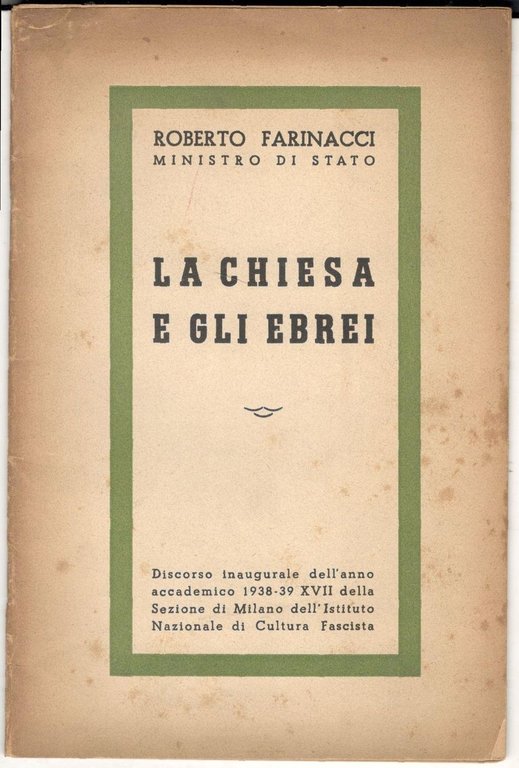 ROBERTO FARINACCI
MINISTRO DI STATO
LA CHIESA
E GLI EBREI
Discorso inaugurale dell'anno
accademico 1938-39 XVII della
Sezione di Milano dell'Istituto
Nazionale di Cultura Fascista